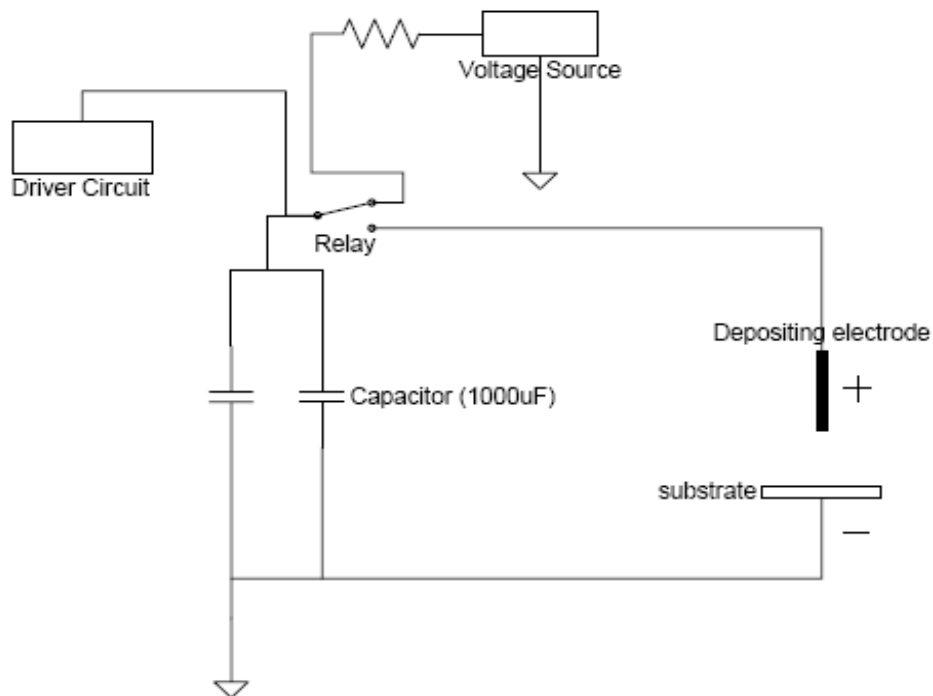 Voltage Source
Driver Circuit
Relay
Depositing electrode
+
Capacitor (1000uF)
substrate
−